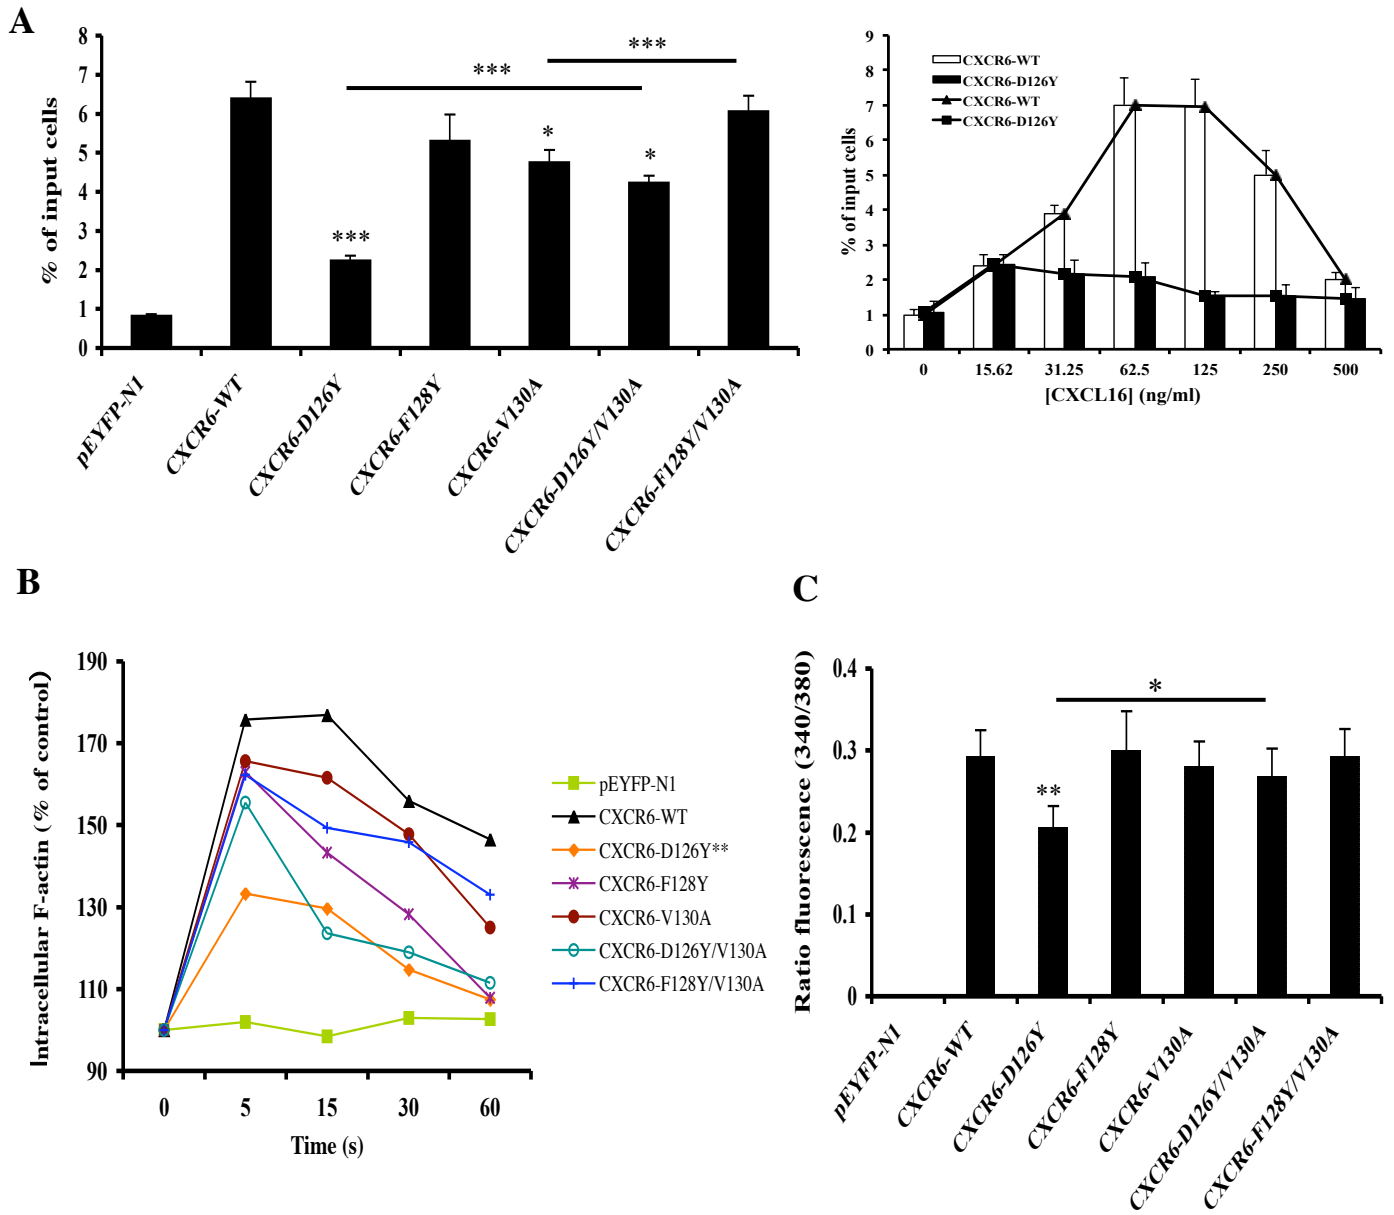 A
% of input cells
8
7
6
5
4
3
2
1
0
***
***
***
*
*
pEYFP-N1
CXCR6-WT
CXCR6-D126Y
CXCR6-F128Y
CXCR6-V130A
CXCR6-D126Y/V130A
CXCR6-F128Y/V130A
% of input cells
9
8
7
6
5
4
3
2
1
0
CXCR6-WT
CXCR6-D126Y
CXCR6-WT
CXCR6-D126Y
0 15.62 31.25 62.5 125 250 500
[CXCL16] (ng/ml)
B
Intracellular F-actin (% of control)
190
170
150
130
110
90
0 5 15 30 60
Time (s)
pEYFP-N1
CXCR6-WT
CXCR6-D126Y**
CXCR6-F128Y
CXCR6-V130A
CXCR6-D126Y/V130A
CXCR6-F128Y/V130A
C
Ratio fluorescence (340/380)
0.4
0.3
0.2
0.1
0
*
**
pEYFP-N1
CXCR6-WT
CXCR6-D126Y
CXCR6-F128Y
CXCR6-V130A
CXCR6-D126Y/V130A
CXCR6-F128Y/V130A